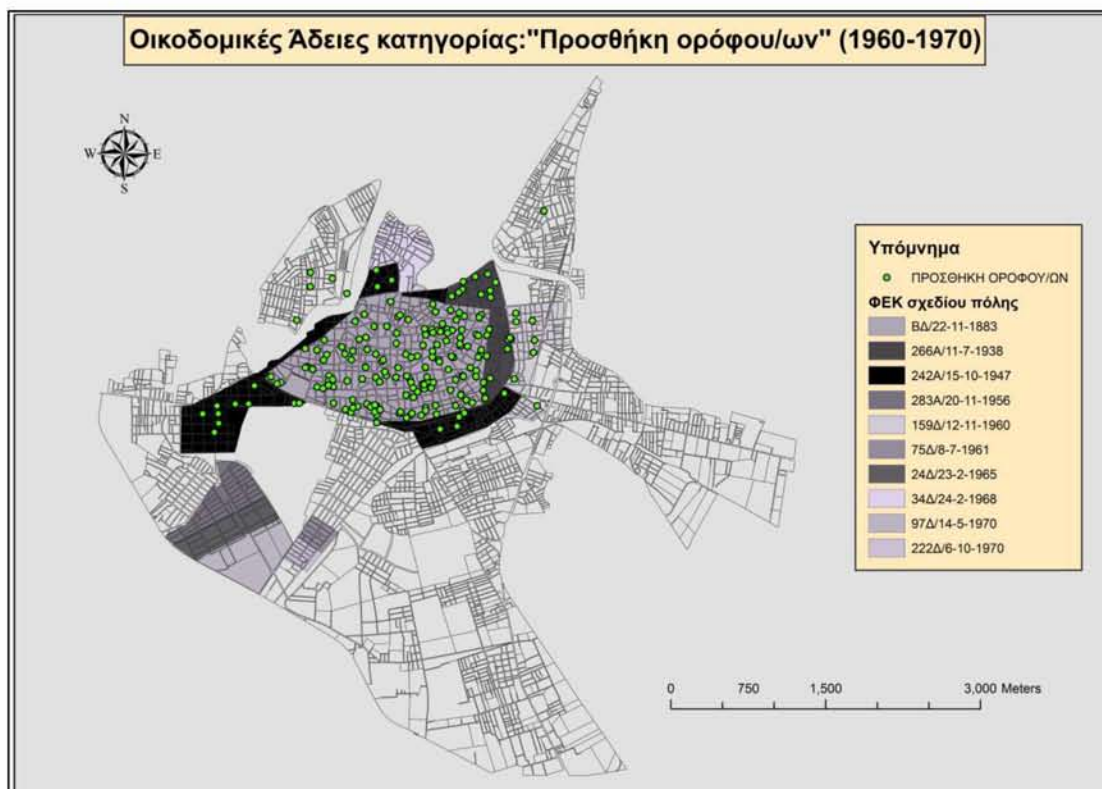 Οικοδομικές Άδειες κατηγορίας:"Προσθήκη ορόφου/ων" (1960-1970)
N
W E
S
Υπόμνημα
ΠΡΟΣΘΗΚΗ ΟΡΟΦΟΥ/ΩΝ
ΦΕΚ σχεδίου πόλης
ΒΔ/22-11-1883
266Α/11-7-1938
242Α/15-10-1947
283Α/20-11-1956
159Δ/12-11-1960
75Δ/8-7-1961
24Δ/23-2-1965
34Δ/24-2-1968
97Δ/14-5-1970
222Δ/6-10-1970
0 750 1,500 3,000 Meters